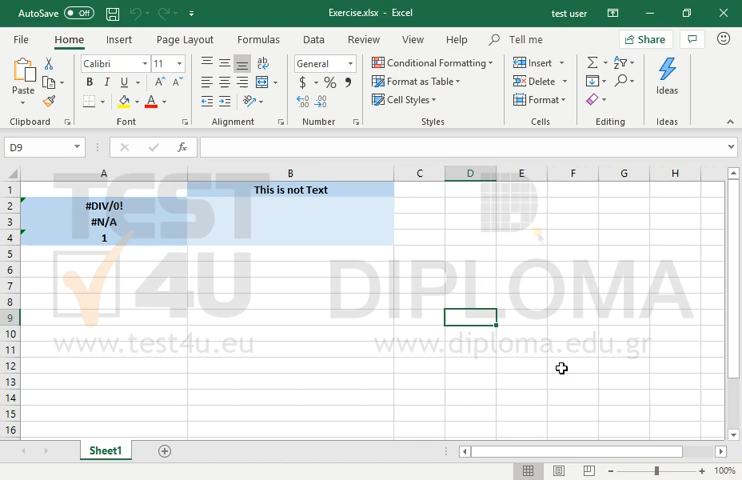 AutoSave Off Exercise.xlsx - Excel test user
File Home Insert Page Layout Formulas Data Review View Help Tell me Share
Paste
Calibri 11
B I U
A A
ab
General
$ % ,
Conditional Formatting
Format as Table
Cell Styles
Insert
Delete
Format
Ideas
Clipboard Font Alignment Number Styles Cells Editing Ideas
D9 fx
A B C D E F G H
1 This is not Text
2 #DIV/0!
3 #N/A
4 1
5
6
7
8
9
10
11
12
13
14
15
16
TEST
4U DIPLOMA
www.test4u.eu www.diploma.edu.gr
Sheet1
100%